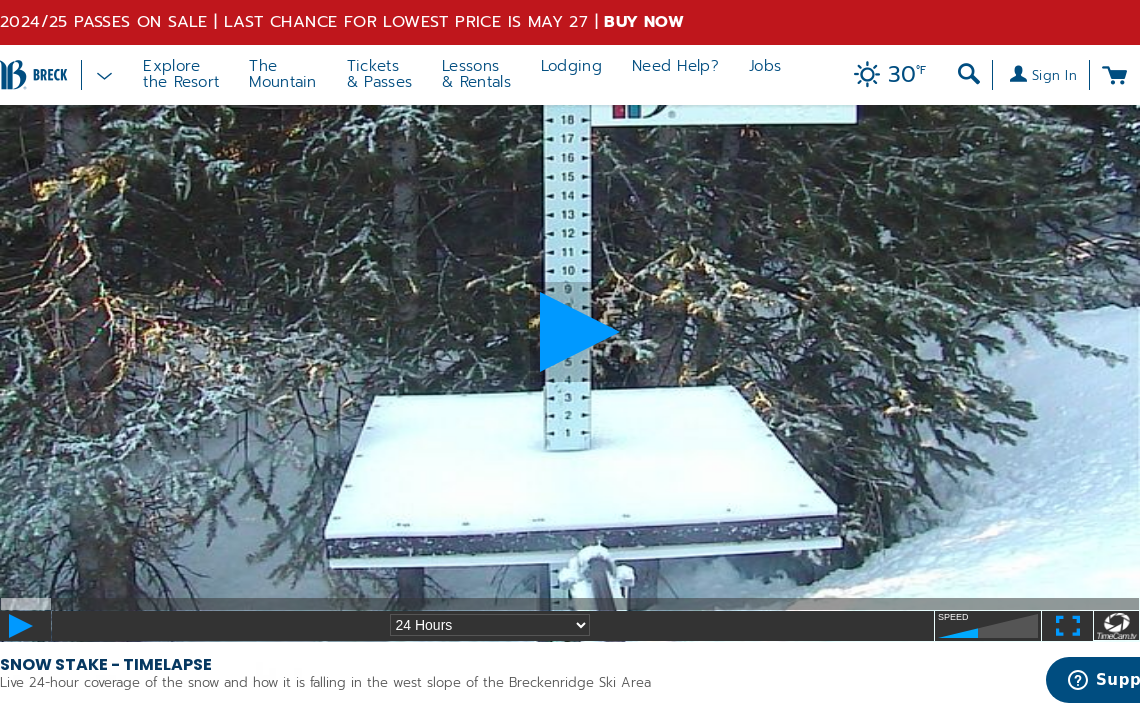 2024/25 PASSES ON SALE | LAST CHANCE FOR LOWEST PRICE IS MAY 27 | BUY NOW
BRECK
Explore
the Resort
The
Mountain
Tickets
& Passes
Lessons
& Rentals
Lodging
Need Help?
Jobs
30°F
Sign In
18
17
16
15
14
13
12
11
10
9
5
4
3
2
1
24 Hours
SPEED
TimeCam.tv
SNOW STAKE - TIMELAPSE
Live 24-hour coverage of the snow and how it is falling in the west slope of the Breckenridge Ski Area
Supp